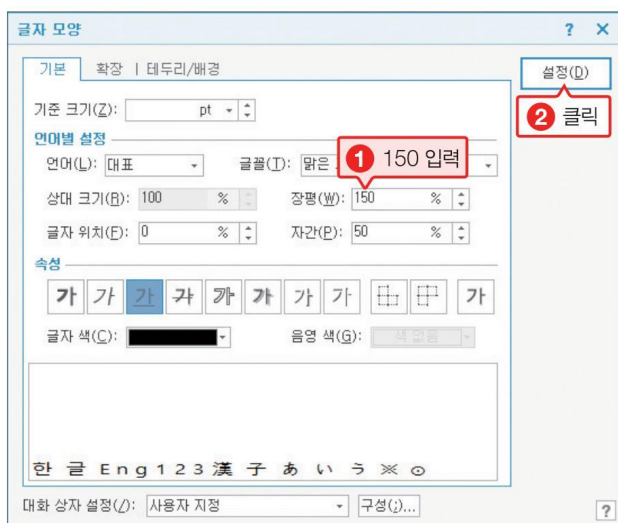 글자 모양 ? ×
기본 확장 | 테두리/배경
설정(D)
기준 크기(Z): pt
2 클릭
언어별 설정
1 150 입력
언어(L): 대표 글꼴(T): 맑은
상대 크기(R): 100 % 장평(W): 150 %
글자 위치(F): 0 % 자간(P): 50 %
속성
가 가 가 가 가 가 가 가 가
글자 색(C): 음영 색(G): 색 없음
한 글 E n g 1 2 3 漢 子 あ い う ※ ⊙
대화 상자 설정(/): 사용자 지정 구성(;)... ?